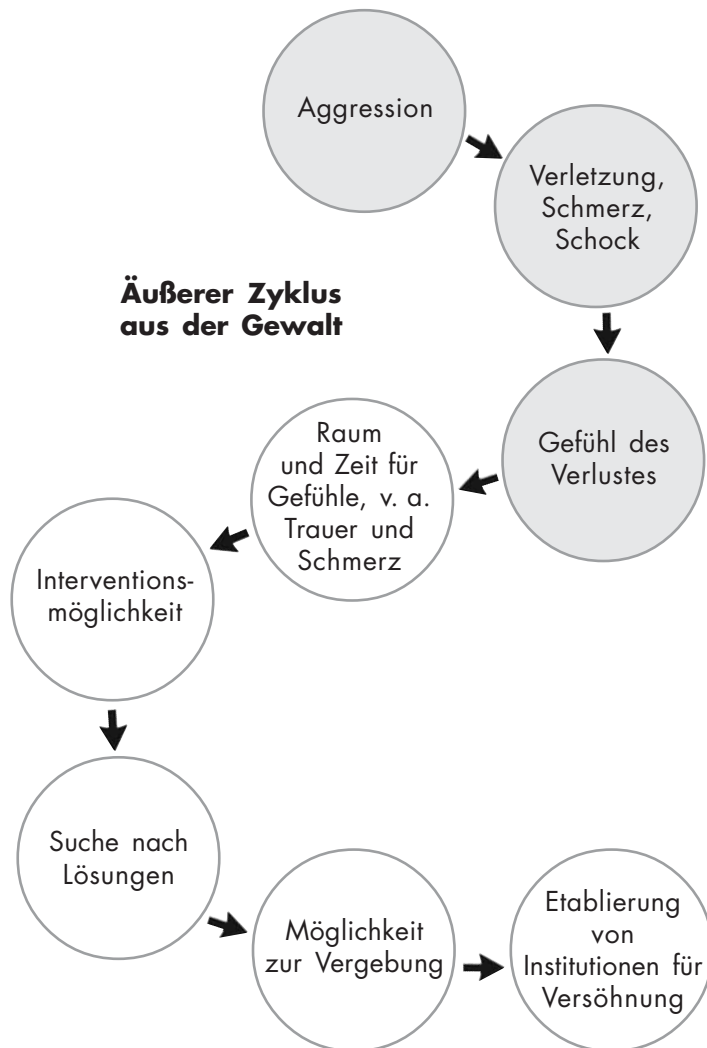 Aggression
Verletzung,
Schmerz,
Schock
Äußerer Zyklus
aus der Gewalt
Gefühl des
Verlustes
Raum
und Zeit für
Gefühle, v. a.
Trauer und
Schmerz
Interventions-
möglichkeit
Suche nach
Lösungen
Möglichkeit
zur Vergebung
Etablierung
von
Institutionen für
Versöhnung